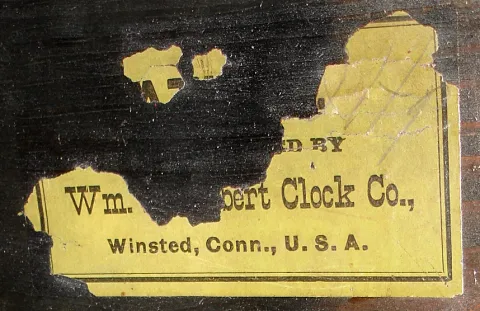 BY
Wm. bert Clock Co.,
Winsted, Conn., U. S. A.